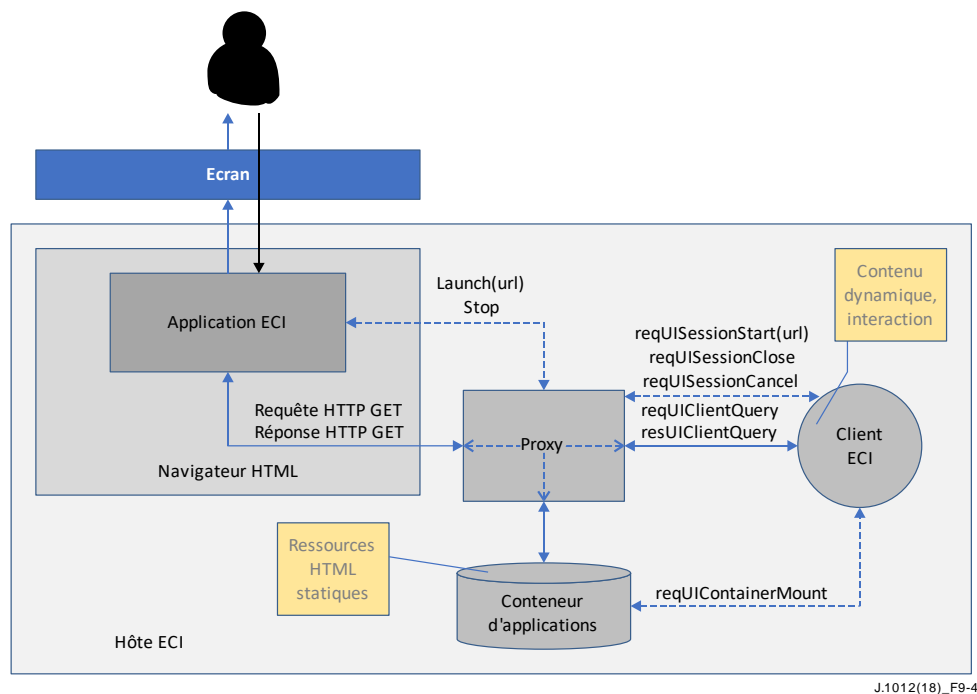 Ecran
Application ECI
Launch(url)
Stop
Contenu
dynamique,
interaction
reqUISessionStart(url)
reqUISessionClose
reqUISessionCancel
Requête HTTP GET
Réponse HTTP GET
Navigateur HTML
Proxy
reqUIClientQuery
resUIClientQuery
Client
ECI
Ressources
HTML
statiques
Conteneur
d'applications
reqUIContainerMount
Hôte ECI
J.1012(18)_F9-4